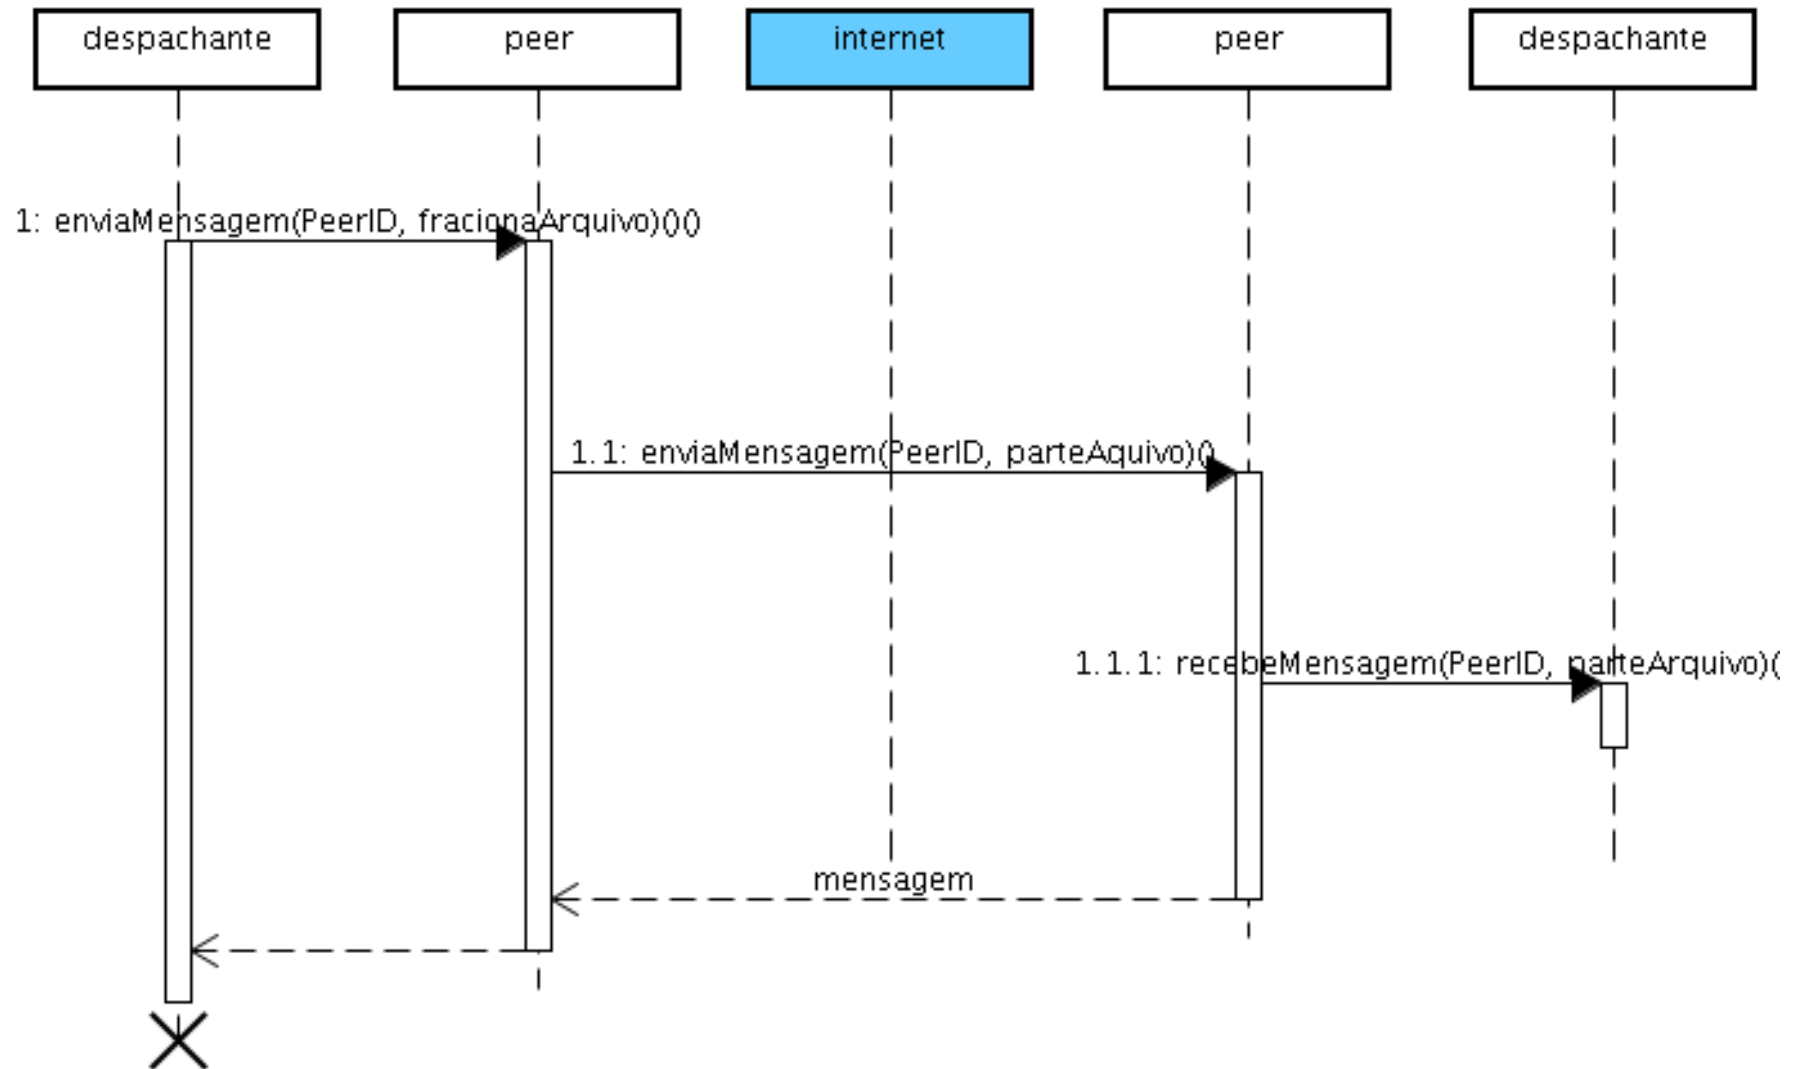 despachante
peer
internet
peer
despachante
1: enviaMensagem(PeerID, fracionaArquivo)()()
1.1: enviaMensagem(PeerID, parteAquivo)()
1.1.1: recebeMensagem(PeerID, parteArquivo)(
mensagem